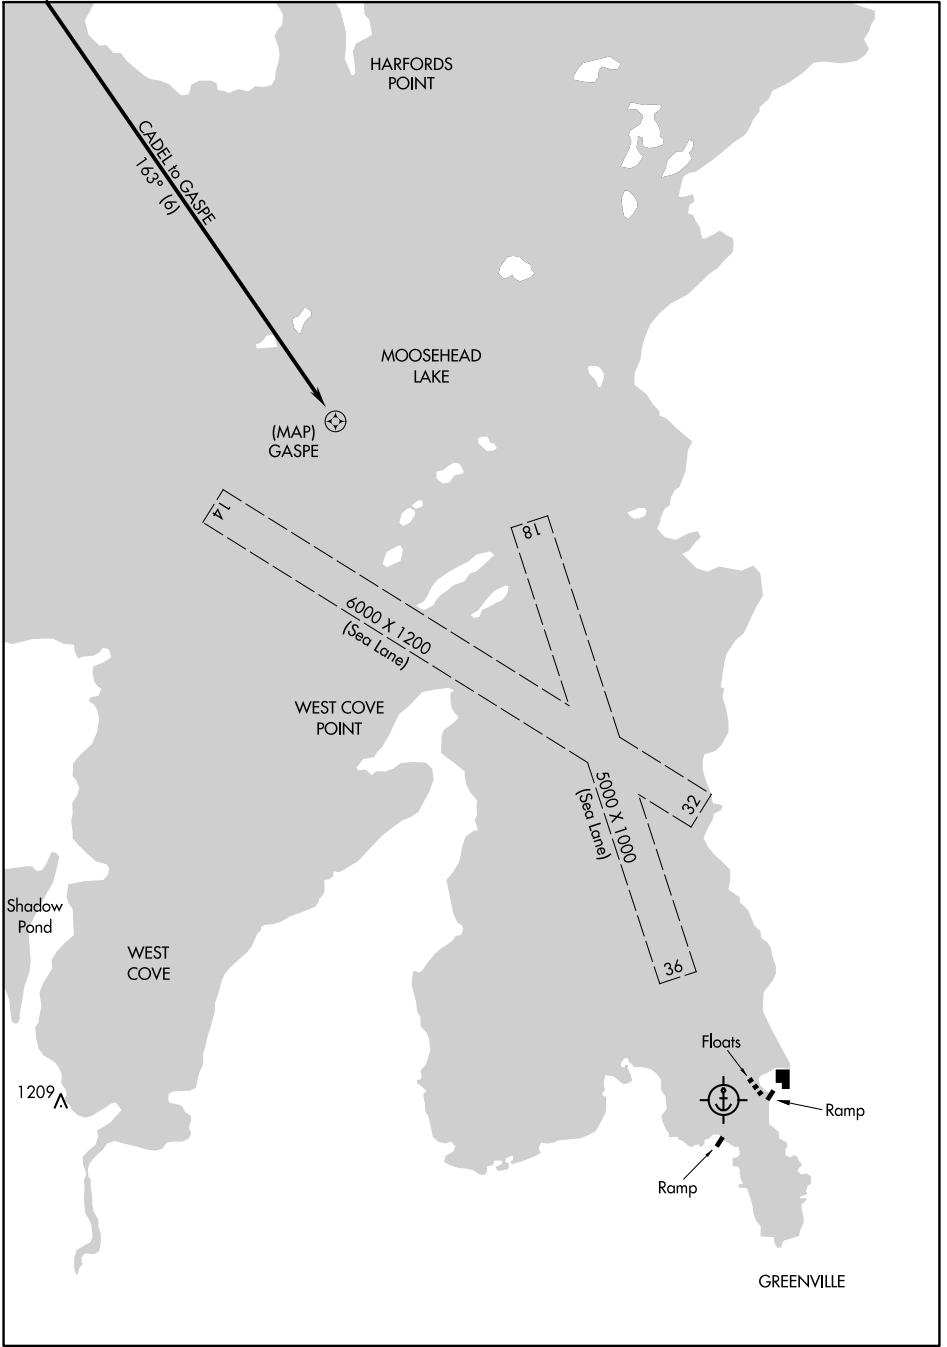 HARFORDS
POINT
CADEL to GASPE
163° (6)
MOOSEHEAD
LAKE
(MAP)
GASPE
14
18
6000 X 1200
(Sea Lane)
WEST COVE
POINT
5000 X 1000
(Sea Lane)
32
Shadow
Pond
WEST
COVE
36
Floats
1209
Ramp
Ramp
GREENVILLE